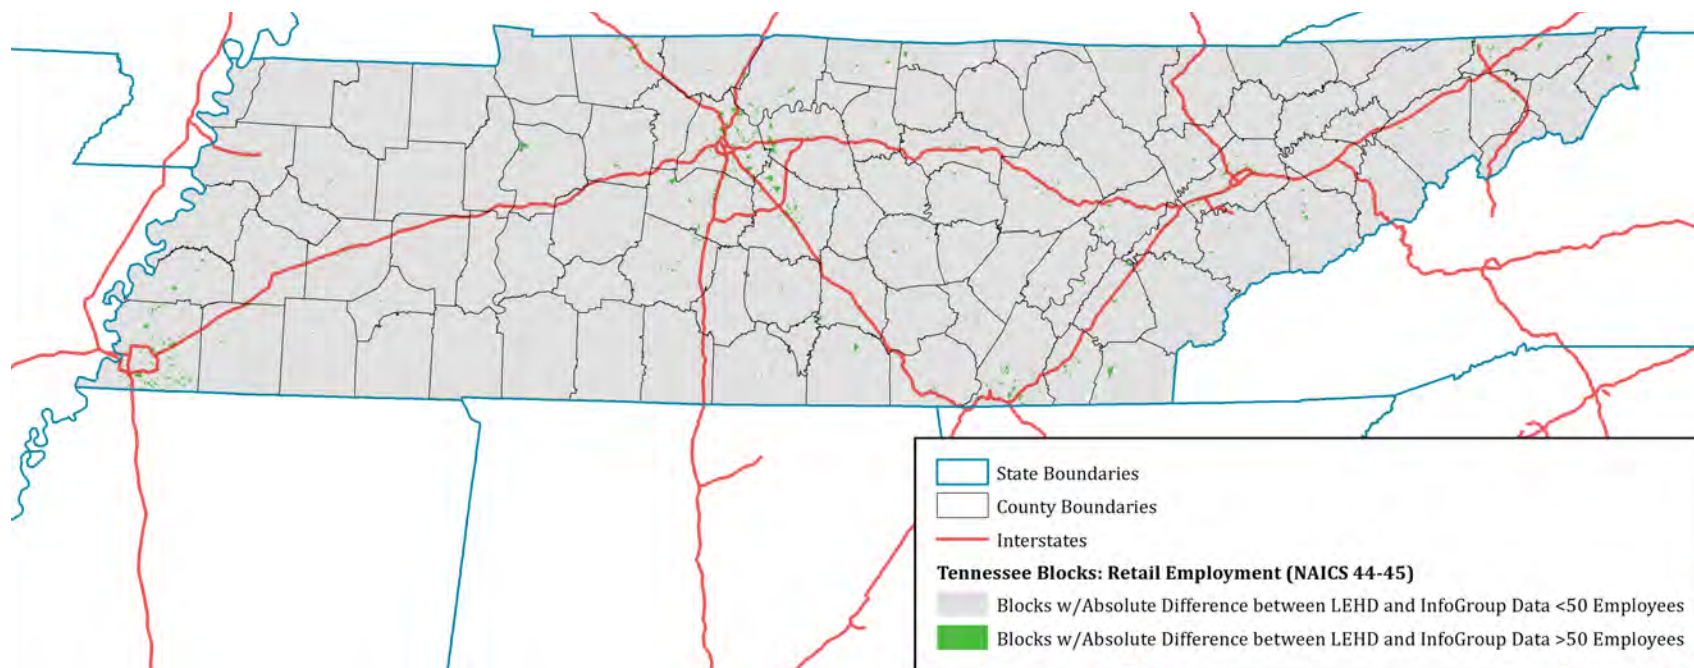 State Boundaries
County Boundaries
Interstates
Tennessee Blocks: Retail Employment (NAICS 44-45)
Blocks w/Absolute Difference between LEHD and InfoGroup Data <50 Employees
Blocks w/Absolute Difference between LEHD and InfoGroup Data >50 Employees